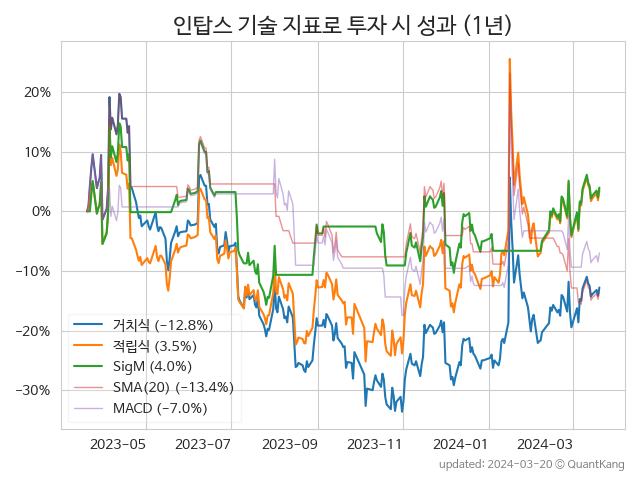 인탑스 기술 지표로 투자 시 성과 (1년)
20%
10%
0%
−10%
−20%
−30%
거치식 (−12.8%)
적립식 (3.5%)
SigM (4.0%)
SMA(20) (−13.4%)
MACD (−7.0%)
2023−05
2023−07
2023−09
2023−11
2024−01
2024−03
updated: 2024−03−20 © QuantKang